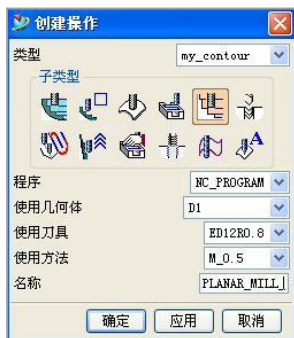 创建操作
类型 my_contour
子类型
A
程序 NC_PROGRAM
使用几何体 D1
使用刀具 ED12R0.8
使用方法 M_0.5
名称 PLANAR_MILL_
确定 应用 取消